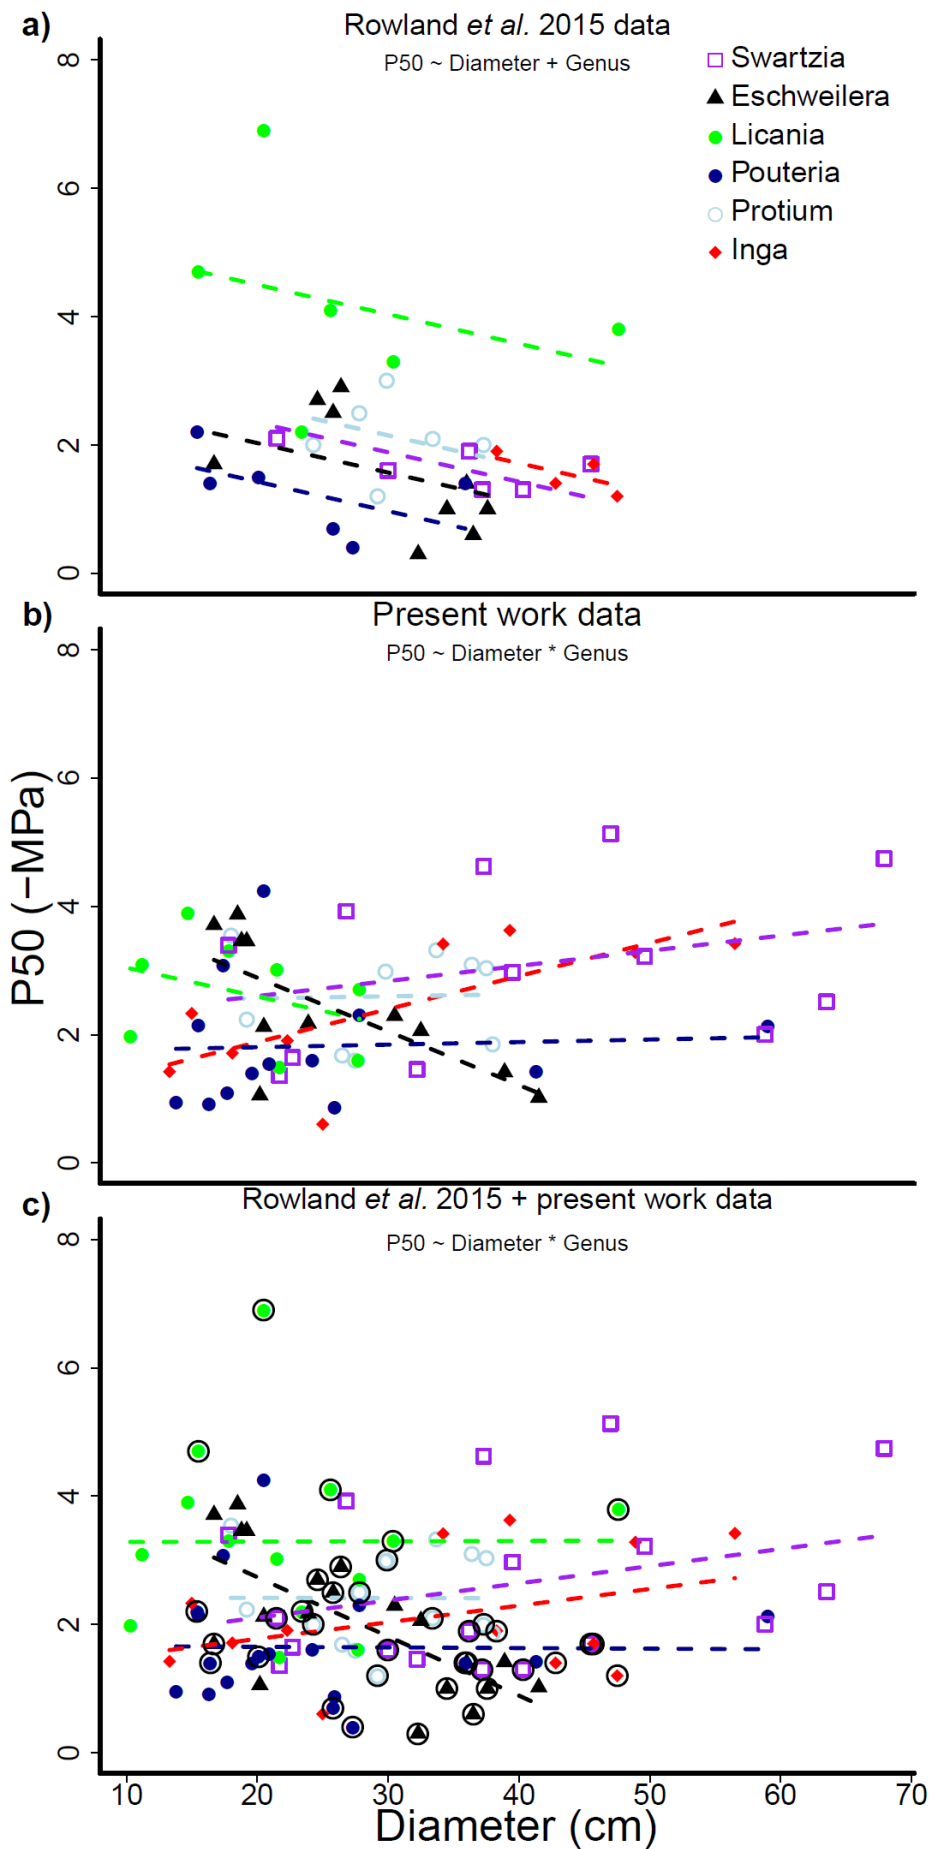 a)
Rowland et al. 2015 data
P50 ~ Diameter + Genus
Swartzia
Eschweilera
Licania
Pouteria
Protium
Inga
8
6
4
2
0
b)
Present work data
P50 ~ Diameter * Genus
P50 (−MPa)
8
6
4
2
0
c)
Rowland et al. 2015 + present work data
P50 ~ Diameter * Genus
8
6
4
2
0
10 20 30 40 50 60 70
Diameter (cm)